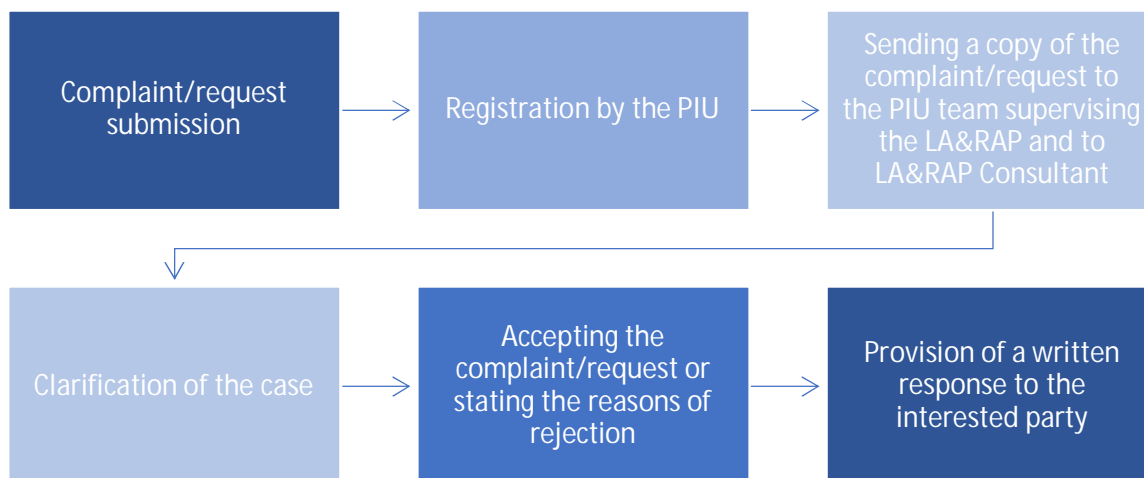 Complaint/request
submission
Registration by the PIU
Sending a copy of the
complaint/request to
the PIU team supervising
the LA&RAP and to
LA&RAP Consultant
Clarification of the case
Accepting the
complaint/request or
stating the reasons of
rejection
Provision of a written
response to the
interested party